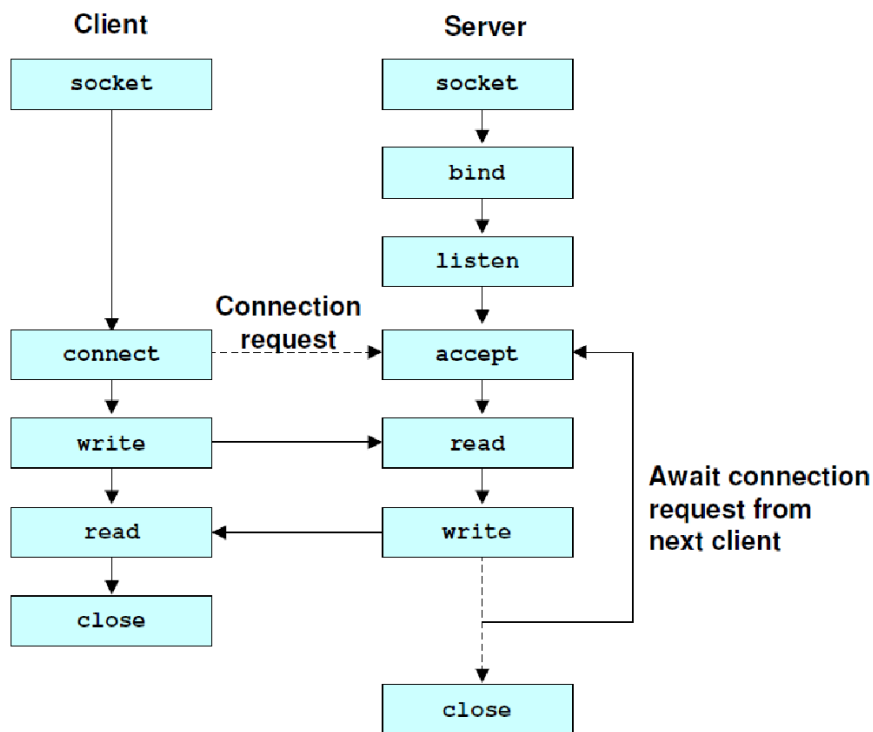 Client
Server
socket
socket
bind
listen
Connection
request
connect
accept
write
read
Await connection
request from
next client
read
write
close
close